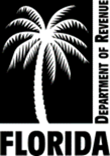 DEPARTMENT OF REVENUE
FLORIDA